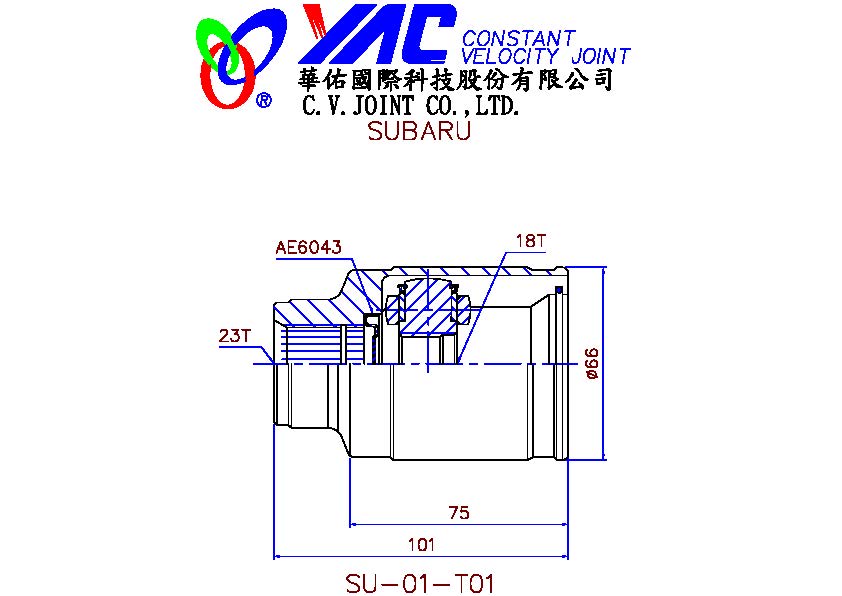 YAC CONSTANT
VELOCITY JOINT
®
華佑國際科技股份有限公司
C.V.JOINT CO.,LTD.
SUBARU
18T
AE6043
23T
ø66
75
101
SU-01-T01